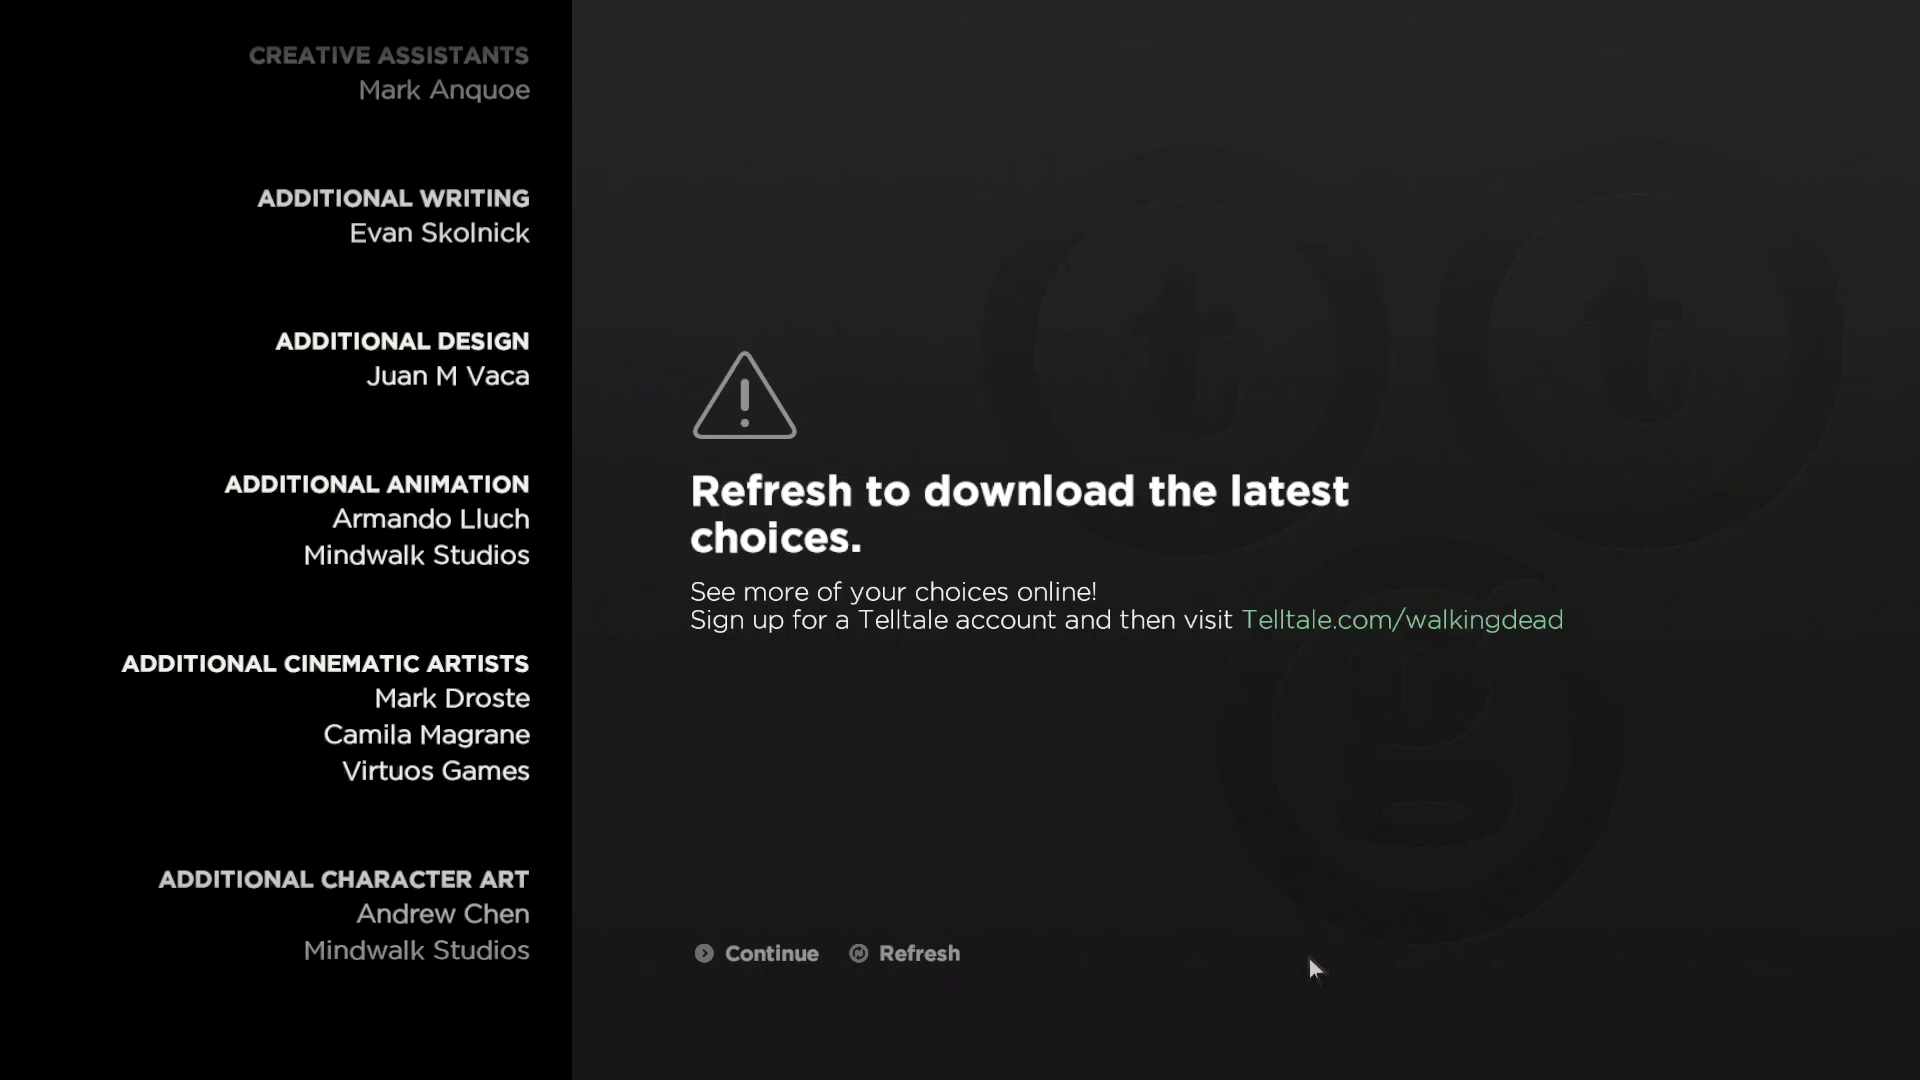 CREATIVE ASSISTANTS
Mark Anquoe
ADDITIONAL WRITING
Evan Skolnick
ADDITIONAL DESIGN
Juan M Vaca
ADDITIONAL ANIMATION
Armando Lluch
Mindwalk Studios
ADDITIONAL CINEMATIC ARTISTS
Mark Droste
Camila Magrane
Virtuos Games
ADDITIONAL CHARACTER ART
Andrew Chen
Mindwalk Studios
t t
g
Refresh to download the latest
choices.
See more of your choices online!
Sign up for a Telltale account and then visit Telltale.com/walkingdead
Continue Refresh